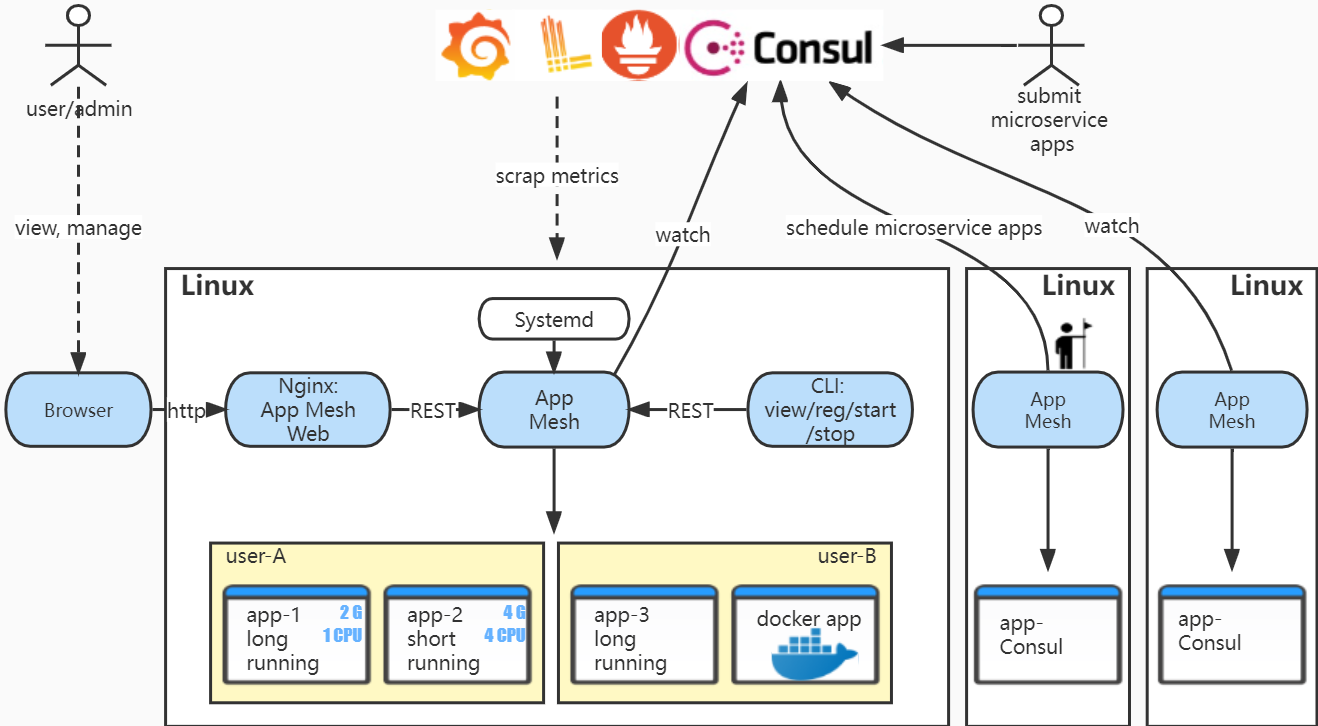 Consul
user/admin
submit
microservice
apps
scrap metrics
view, manage
watch
schedule microservice apps
watch
Linux
Linux
Linux
Systemd
Browser
http
Nginx:
App Mesh
Web
REST
App
Mesh
REST
CLI:
view/reg/start
/stop
App
Mesh
App
Mesh
user-A
user-B
app-1
long
running
2 G
1 CPU
app-2
short
running
4 G
4 CPU
app-3
long
running
docker app
app-
Consul
app-
Consul